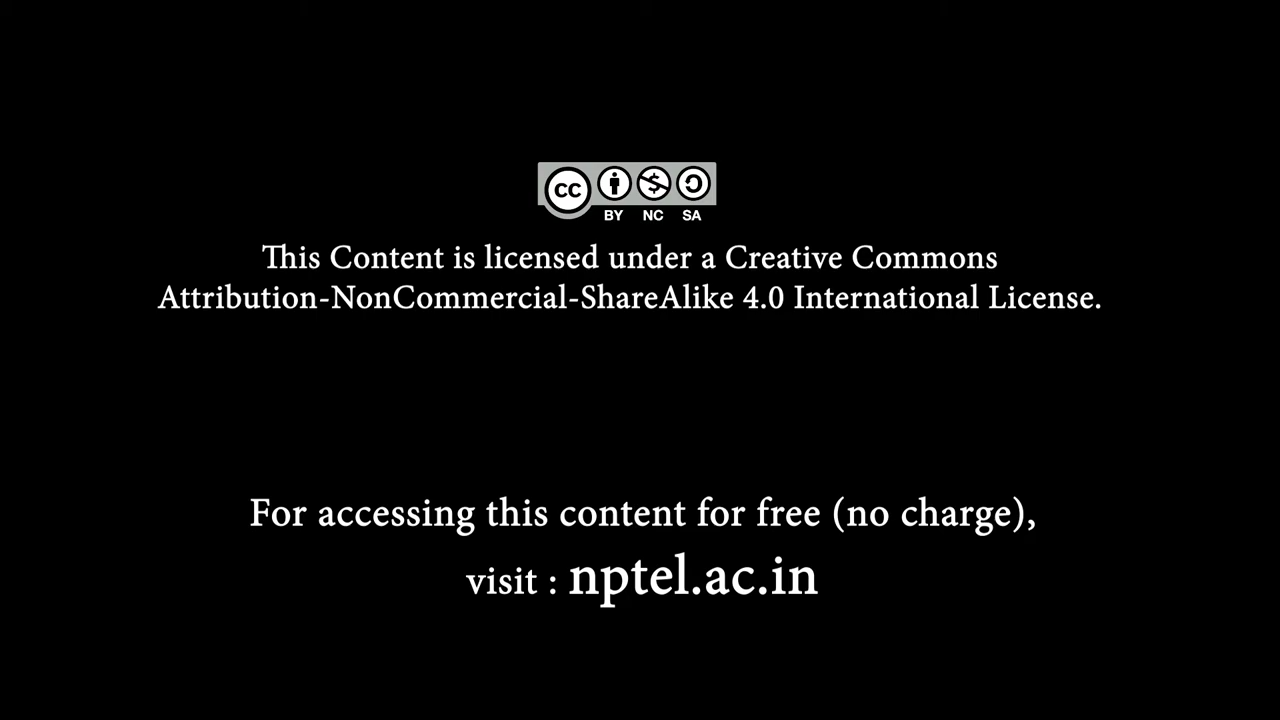 cc
BY NC SA
This Content is licensed under a Creative Commons
Attribution-NonCommercial-ShareAlike 4.0 International License.
For accessing this content for free (no charge),
visit : nptel.ac.in